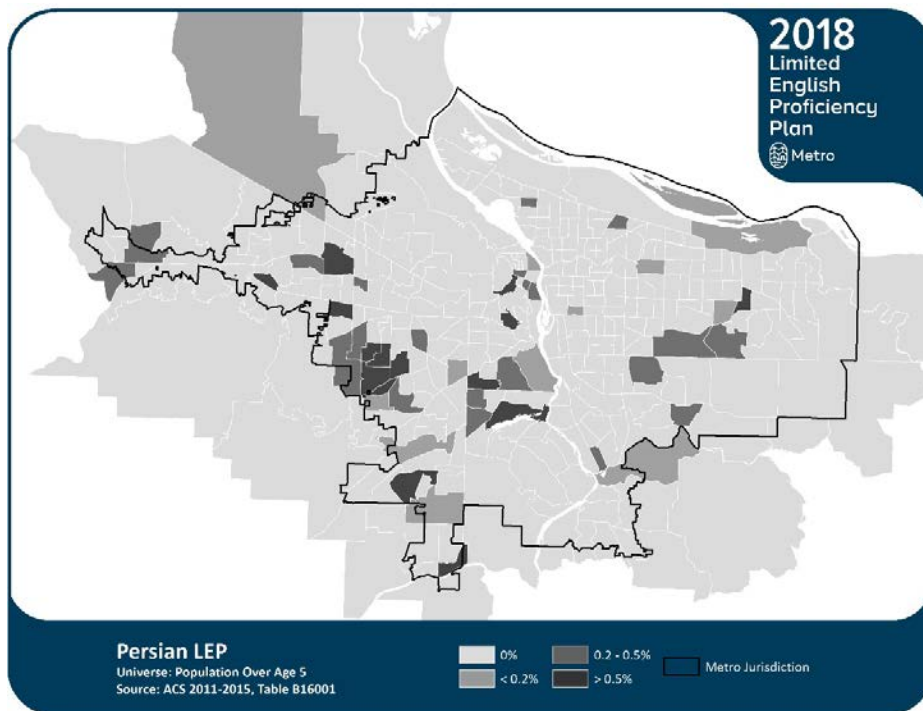 2018
Limited
English
Proficiency
Plan
Metro
Persian LEP
Universe: Population Over Age 5
Source: ACS 2011-2015, Table B16001
0%
< 0.2%
0.2 - 0.5%
> 0.5%
Metro Jurisdiction